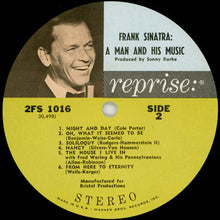 FRANK SINATRA:
A MAN AND HIS MUSIC
Produced by Sonny Burke
reprise:
2FS 1016
(30,498)
SIDE
2
1. NIGHT AND DAY (Cole Porter)
2. OH, WHAT IT SEEMED TO BE
(Benjamin-Weiss-Carle)
3. SOLILOQUY (Rodgers-Hammerstein II)
4. NANCY (Silvers-Van Heusen)
5. THE HOUSE I LIVE IN
with Fred Waring & His Pennsylvanians
(Allan-Robinson)
6. FROM HERE TO ETERNITY
(Wells-Karger)
Manufactured for
Bristol Productions
STEREO